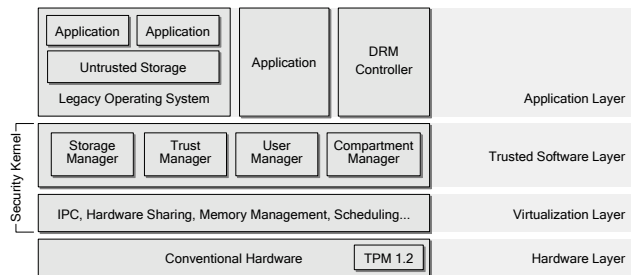 Application
Application
Untrusted Storage
Legacy Operating System
Application
DRM
Controller
Application Layer
Security Kernel
Storage
Manager
Trust
Manager
User
Manager
Compartment
Manager
Trusted Software Layer
IPC, Hardware Sharing, Memory Management, Scheduling...
Virtualization Layer
Conventional Hardware
TPM 1.2
Hardware Layer